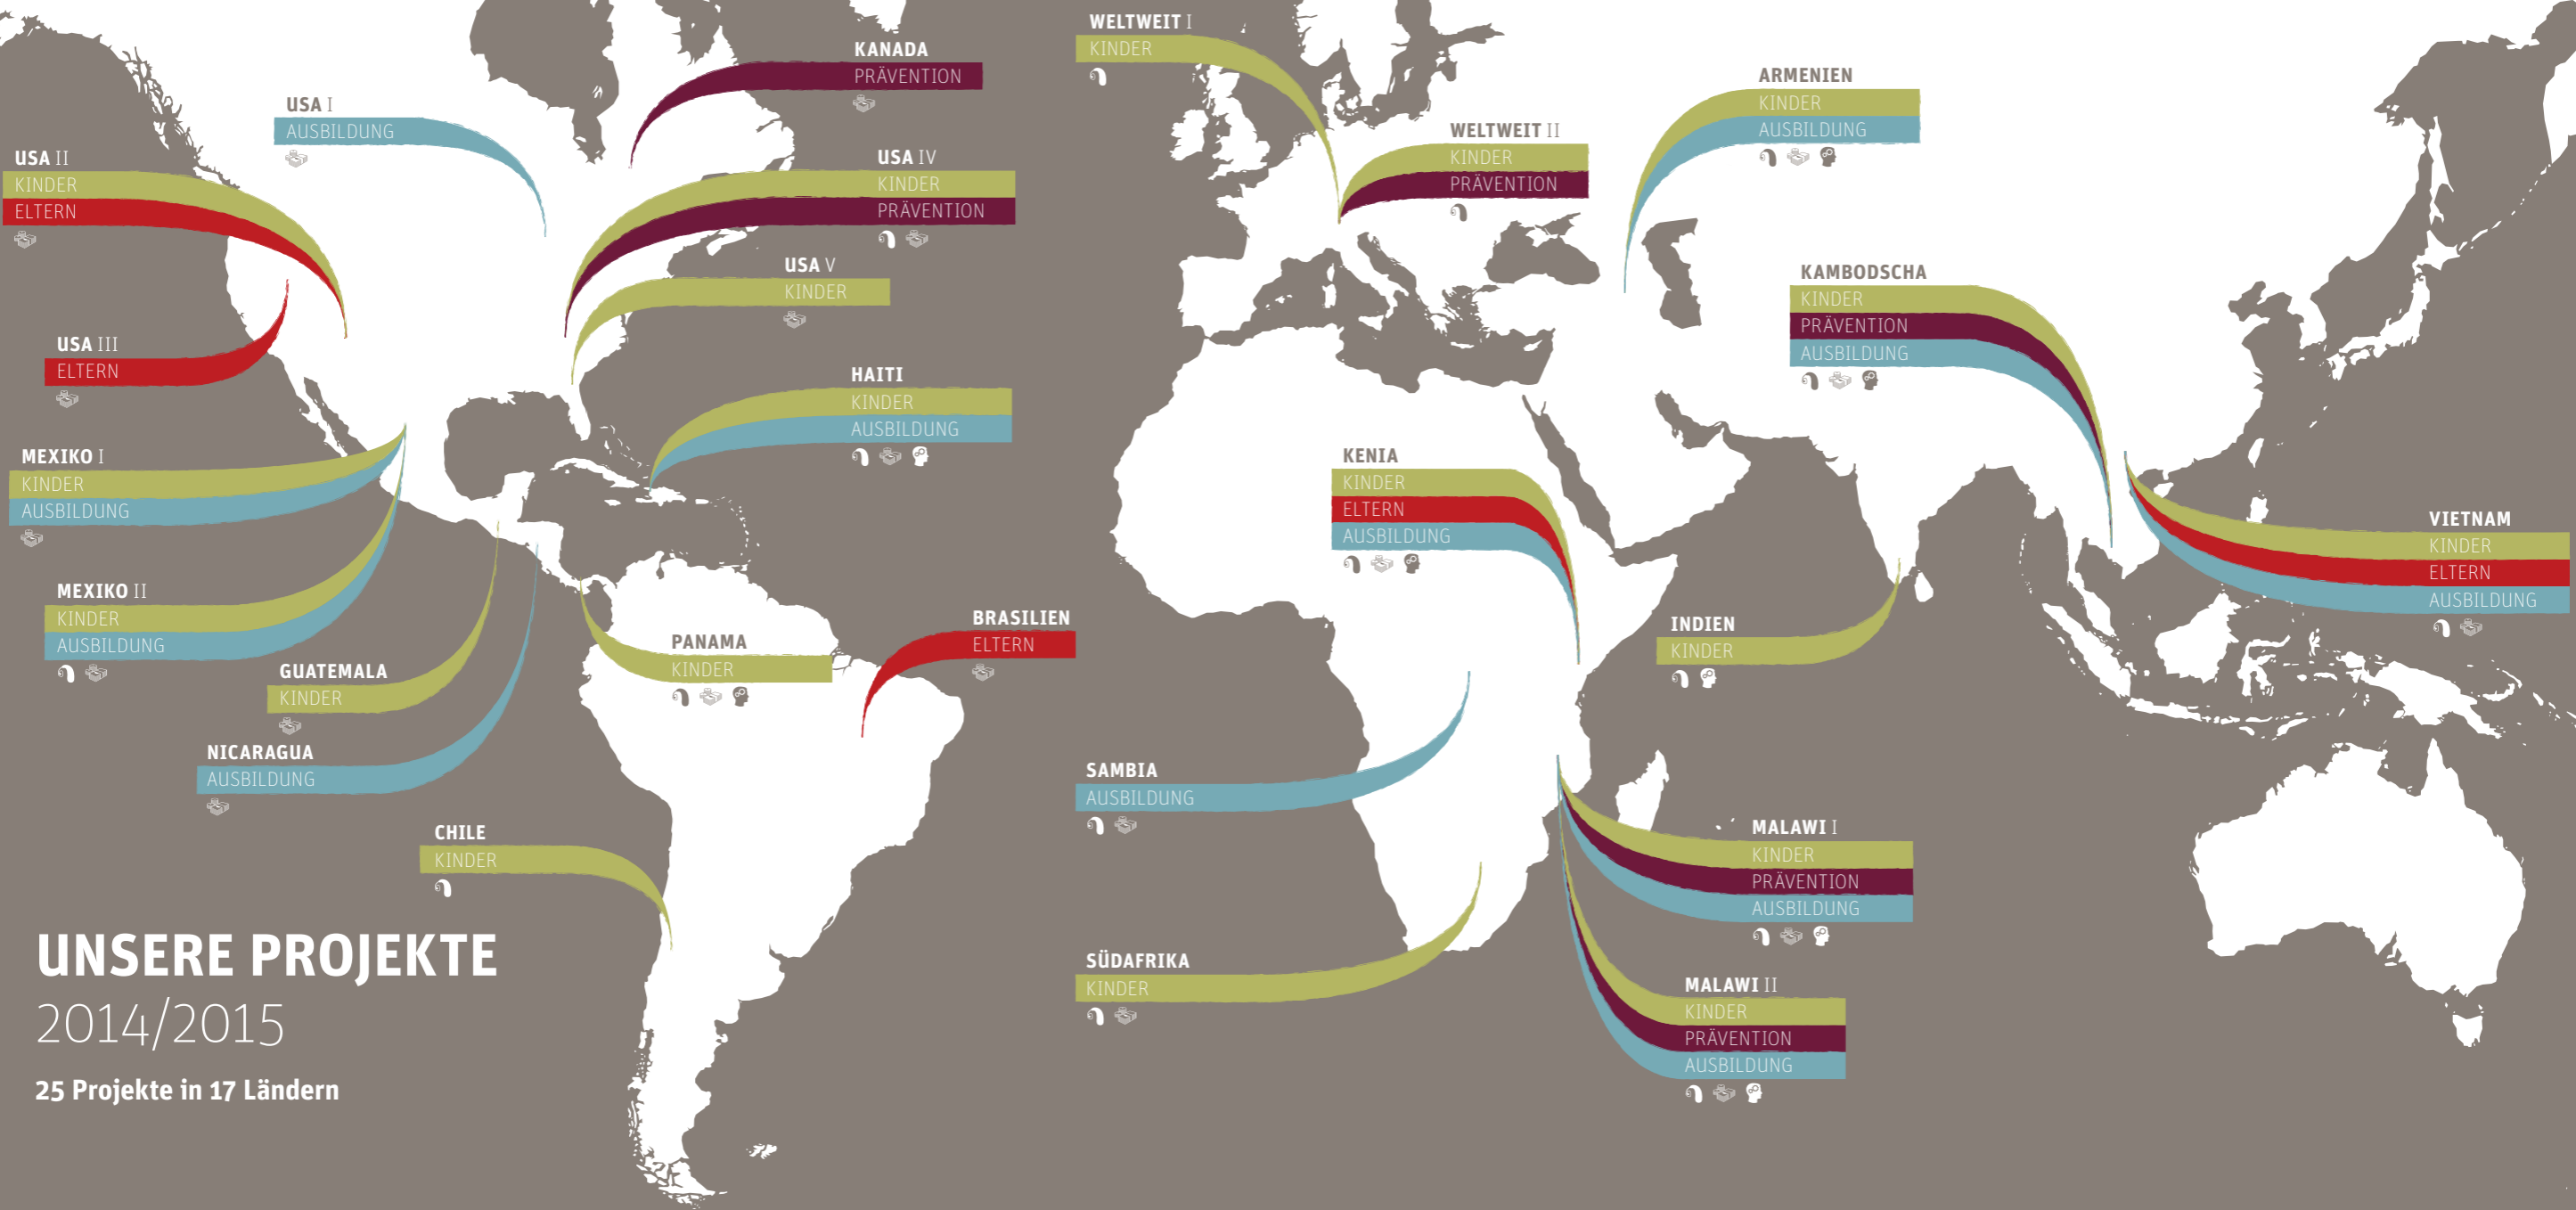 WELTWEIT I
KINDER
KANADA
PRÄVENTION
ARMENIEN
KINDER
AUSBILDUNG
USA I
AUSBILDUNG
WELTWEIT II
KINDER
PRÄVENTION
USA II
KINDER
ELTERN
USA IV
KINDER
PRÄVENTION
USA V
KINDER
KAMBODSCHA
KINDER
PRÄVENTION
AUSBILDUNG
USA III
ELTERN
HAITI
KINDER
AUSBILDUNG
MEXIKO I
KINDER
AUSBILDUNG
KENIA
KINDER
ELTERN
AUSBILDUNG
VIETNAM
KINDER
ELTERN
AUSBILDUNG
MEXIKO II
KINDER
AUSBILDUNG
BRASILIEN
ELTERN
INDIEN
KINDER
PANAMA
KINDER
GUATEMALA
KINDER
NICARAGUA
AUSBILDUNG
SAMBIA
AUSBILDUNG
CHILE
KINDER
MALAWI I
KINDER
PRÄVENTION
AUSBILDUNG
SÜDAFRIKA
KINDER
MALAWI II
KINDER
PRÄVENTION
AUSBILDUNG
UNSERE PROJEKTE
2014/2015
25 Projekte in 17 Ländern